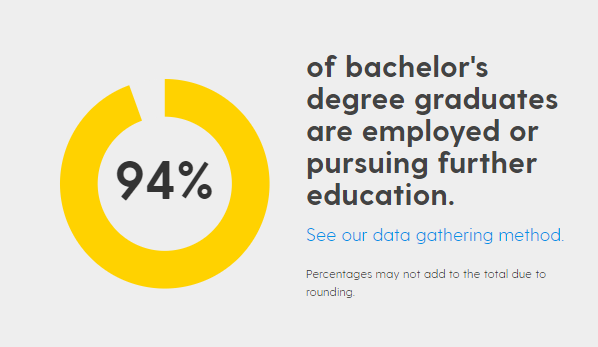 94%
of bachelor's
degree graduates
are employed or
pursuing further
education.
See our data gathering method.
Percentages may not add to the total due to
rounding.